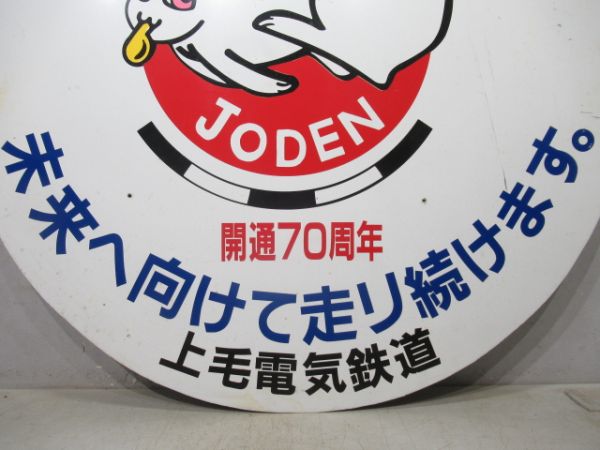 JODEN
開通70周年
未来へ向けて走り続けます。
上毛電気鉄道